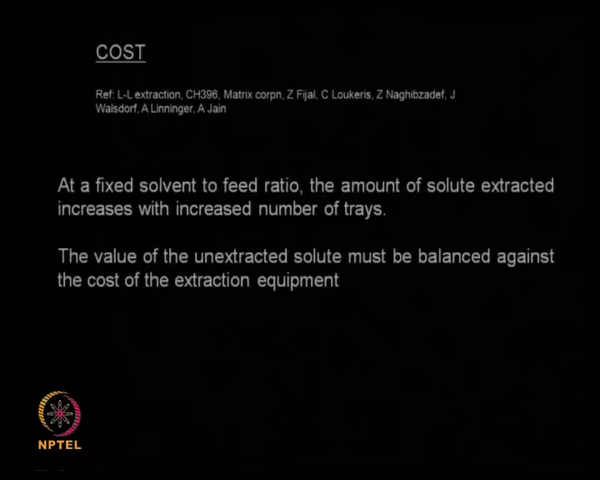 COST
Ref: L-L extraction, CH396, Matrix corpn, Z Fijal, C Loukeris, Z Naghibzadef, J
Walsdorf, A Linninger, A Jain
At a fixed solvent to feed ratio, the amount of solute extracted
increases with increased number of trays.
The value of the unextracted solute must be balanced against
the cost of the extraction equipment
NPTEL